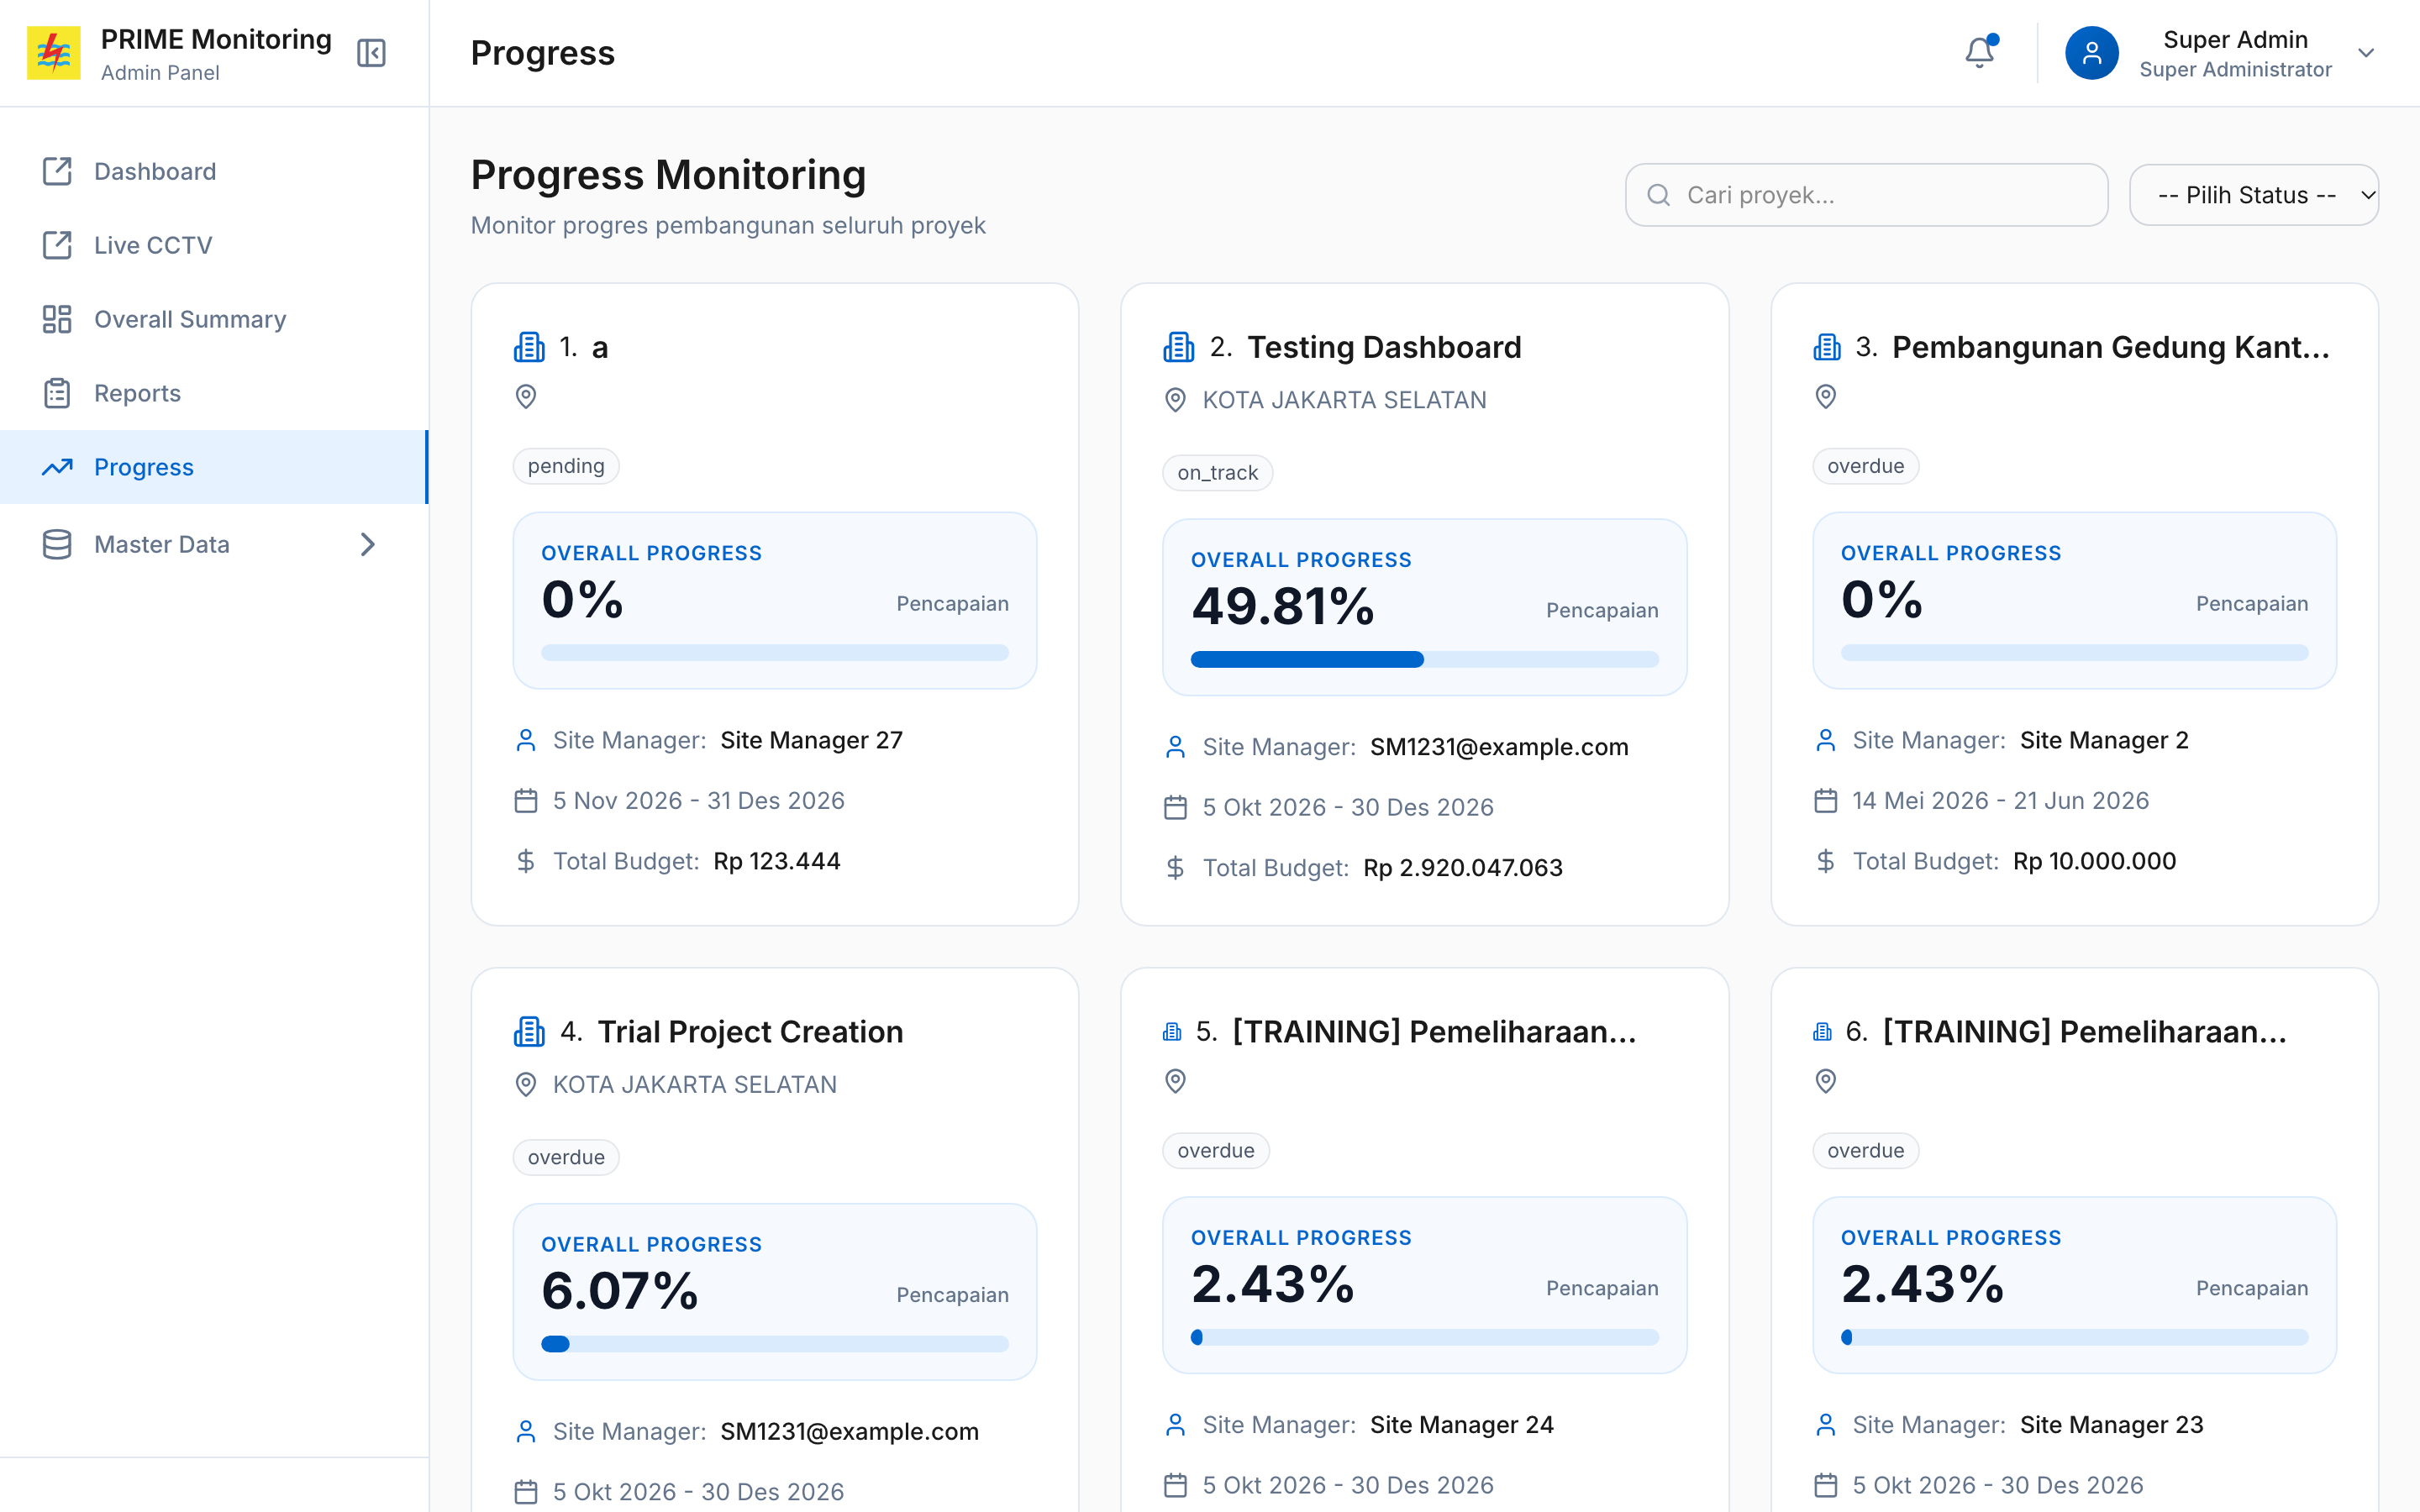 PRIME Monitoring
Admin Panel
Dashboard
Live CCTV
Overall Summary
Reports
Progress
Master Data
Progress
Super Admin
Super Administrator
Progress Monitoring
Monitor progres pembangunan seluruh proyek
Cari proyek...
-- Pilih Status --
1. a
pending
OVERALL PROGRESS
0%
Pencapaian
Site Manager: Site Manager 27
5 Nov 2026 - 31 Des 2026
Total Budget: Rp 123.444
2. Testing Dashboard
KOTA JAKARTA SELATAN
on_track
OVERALL PROGRESS
49.81%
Pencapaian
Site Manager: SM1231@example.com
5 Okt 2026 - 30 Des 2026
Total Budget: Rp 2.920.047.063
3. Pembangunan Gedung Kant...
overdue
OVERALL PROGRESS
0%
Pencapaian
Site Manager: Site Manager 2
14 Mei 2026 - 21 Jun 2026
Total Budget: Rp 10.000.000
4. Trial Project Creation
KOTA JAKARTA SELATAN
overdue
OVERALL PROGRESS
6.07%
Pencapaian
Site Manager: SM1231@example.com
5 Okt 2026 - 30 Des 2026
5. [TRAINING] Pemeliharaan...
overdue
OVERALL PROGRESS
2.43%
Pencapaian
Site Manager: Site Manager 24
5 Okt 2026 - 30 Des 2026
6. [TRAINING] Pemeliharaan...
overdue
OVERALL PROGRESS
2.43%
Pencapaian
Site Manager: Site Manager 23
5 Okt 2026 - 30 Des 2026